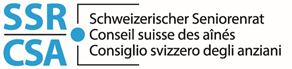 SSR
CSA
Schweizerischer Seniorenrat
Conseil suisse des aînés
Consiglio svizzero degli anziani